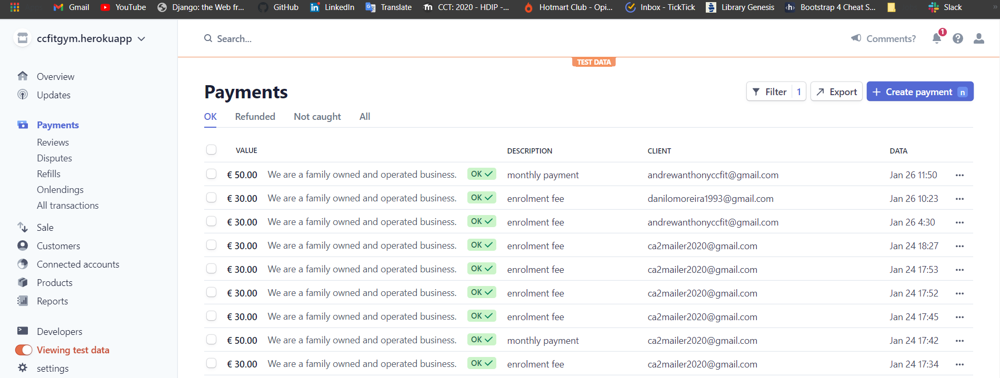 Gmail YouTube Django: the Web fr... GitHub LinkedIn Translate CCT: 2020 - HDIP -... Hotmart Club - Opi... Inbox - TickTick Library Genesis Bootstrap 4 Cheat S... Slack »
ccfitgym.herokuapp
Search...
Comments? 1
TEST DATA
Overview
Updates
Payments
Reviews
Disputes
Refills
Onlendings
All transactions
Sale
Customers
Connected accounts
Products
Reports
Developers
Viewing test data
settings
Payments
Filter 1 Export + Create payment n
OK Refunded Not caught All
VALUE DESCRIPTION CLIENT DATA
€ 50.00 We are a family owned and operated business. OK monthly payment andrewanthonyccfit@gmail.com Jan 26 11:50
€ 30.00 We are a family owned and operated business. OK enrolment fee danilomoreira1993@gmail.com Jan 26 10:23
€ 30.00 We are a family owned and operated business. OK enrolment fee andrewanthonyccfit@gmail.com Jan 26 4:30
€ 30.00 We are a family owned and operated business. OK enrolment fee ca2mailer2020@gmail.com Jan 24 18:27
€ 30.00 We are a family owned and operated business. OK enrolment fee ca2mailer2020@gmail.com Jan 24 17:53
€ 30.00 We are a family owned and operated business. OK enrolment fee ca2mailer2020@gmail.com Jan 24 17:52
€ 30.00 We are a family owned and operated business. OK enrolment fee ca2mailer2020@gmail.com Jan 24 17:45
€ 50.00 We are a family owned and operated business. OK monthly payment ca2mailer2020@gmail.com Jan 24 17:42
€ 30.00 We are a family owned and operated business. OK enrolment fee ca2mailer2020@gmail.com Jan 24 17:34